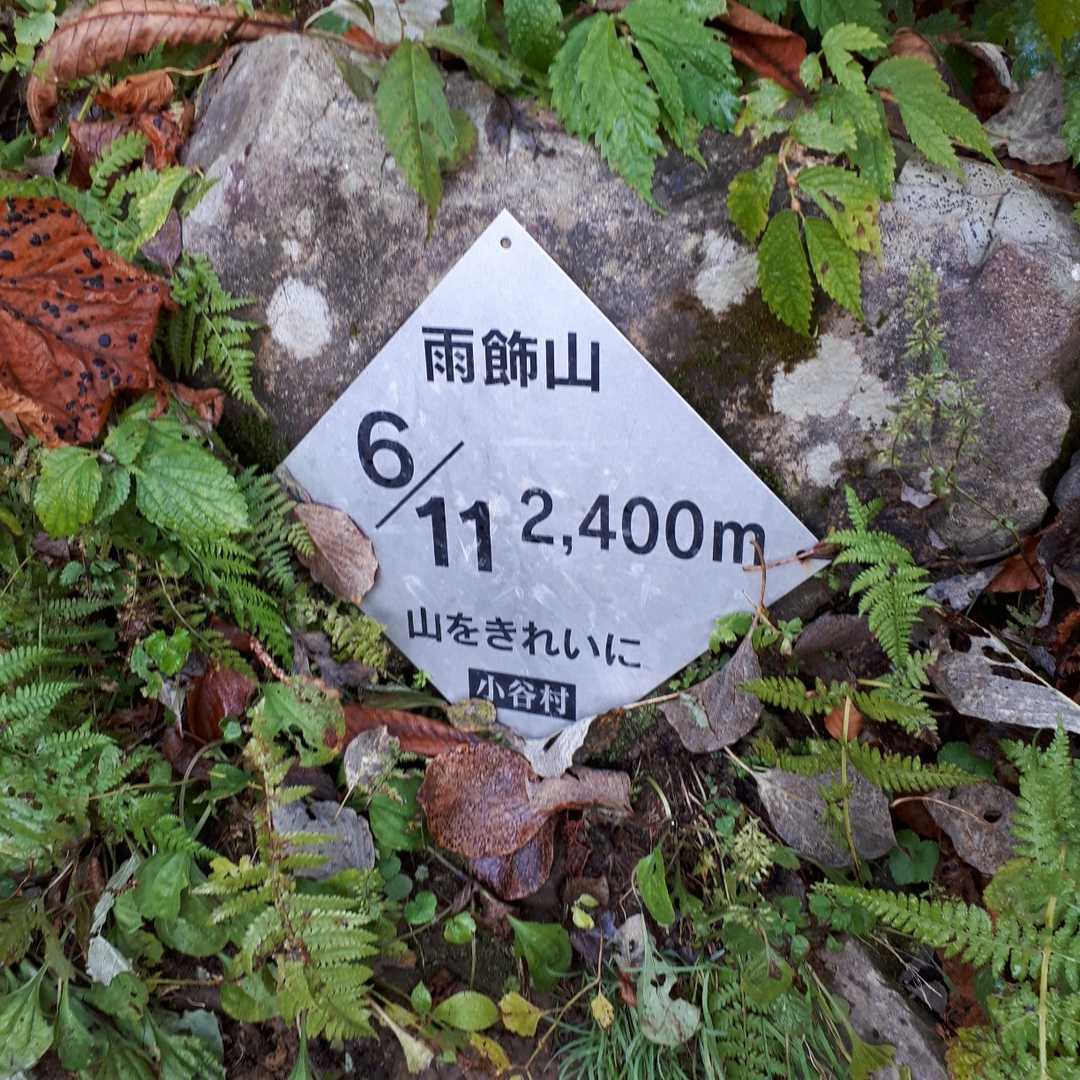 雨飾山
6/11 2,400m
山をきれいに
小谷村